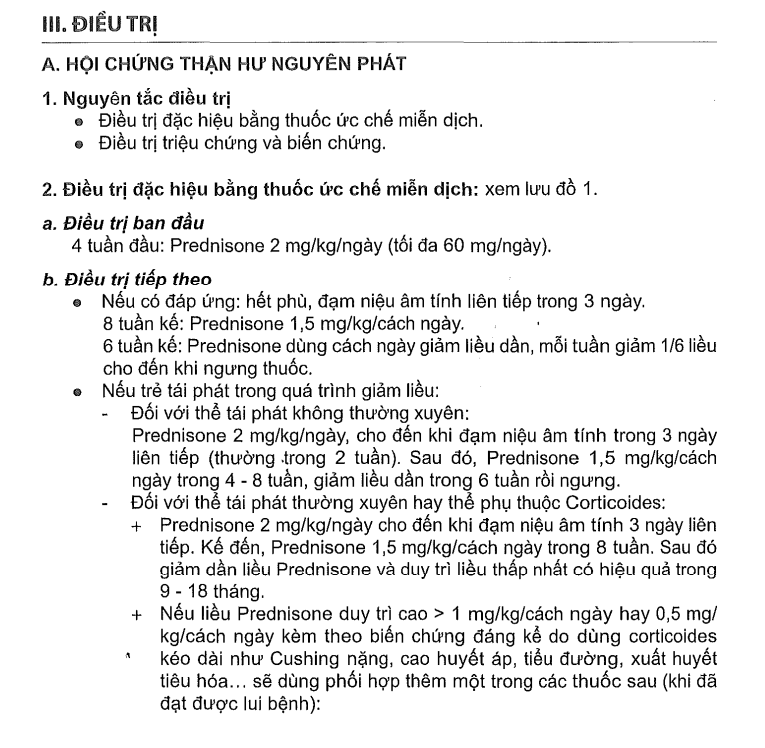 III. ĐIỀU TRỊ
A. HỘI CHỨNG THẬN HƯ NGUYÊN PHÁT
1. Nguyên tắc điều trị
● Điều trị đặc hiệu bằng thuốc ức chế miễn dịch.
● Điều trị triệu chứng và biến chứng.
2. Điều trị đặc hiệu bằng thuốc ức chế miễn dịch: xem lưu đồ 1.
a. Điều trị ban đầu
4 tuần đầu: Prednisone 2 mg/kg/ngày (tối đa 60 mg/ngày).
b. Điều trị tiếp theo
● Nếu có đáp ứng: hết phù, đạm niệu âm tính liên tiếp trong 3 ngày.
8 tuần kế: Prednisone 1,5 mg/kg/cách ngày.
6 tuần kế: Prednisone dùng cách ngày giảm liều dần, mỗi tuần giảm 1/6 liều
cho đến khi ngưng thuốc.
● Nếu trẻ tái phát trong quá trình giảm liều:
- Đối với thể tái phát không thường xuyên:
Prednisone 2 mg/kg/ngày, cho đến khi đạm niệu âm tính trong 3 ngày
liên tiếp (thường trong 2 tuần). Sau đó, Prednisone 1,5 mg/kg/cách
ngày trong 4 - 8 tuần, giảm liều dần trong 6 tuần rồi ngưng.
- Đối với thể tái phát thường xuyên hay thể phụ thuộc Corticoides:
+ Prednisone 2 mg/kg/ngày cho đến khi đạm niệu âm tính 3 ngày liên
tiếp. Kế đến, Prednisone 1,5 mg/kg/cách ngày trong 8 tuần. Sau đó
giảm dần liều Prednisone và duy trì liều thấp nhất có hiệu quả trong
9 - 18 tháng.
+ Nếu liều Prednisone duy trì cao > 1 mg/kg/cách ngày hay 0,5 mg/
kg/cách ngày kèm theo biến chứng đáng kể do dùng corticoides
kéo dài như Cushing nặng, cao huyết áp, tiểu đường, xuất huyết
tiêu hóa... sẽ dùng phối hợp thêm một trong các thuốc sau (khi đã
đạt được lui bệnh):